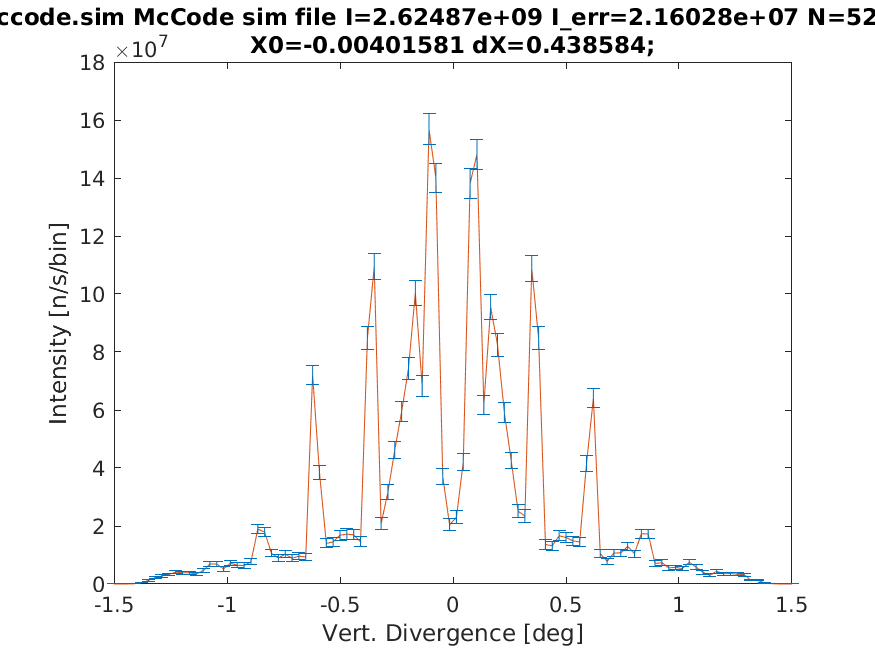 ccode.sim McCode sim file I=2.62487e+09 I_err=2.16028e+07 N=52
X0=-0.00401581 dX=0.438584;
×10^7
18
16
14
12
10
8
6
4
2
0
-1.5 -1 -0.5 0 0.5 1 1.5
Intensity [n/s/bin]
Vert. Divergence [deg]